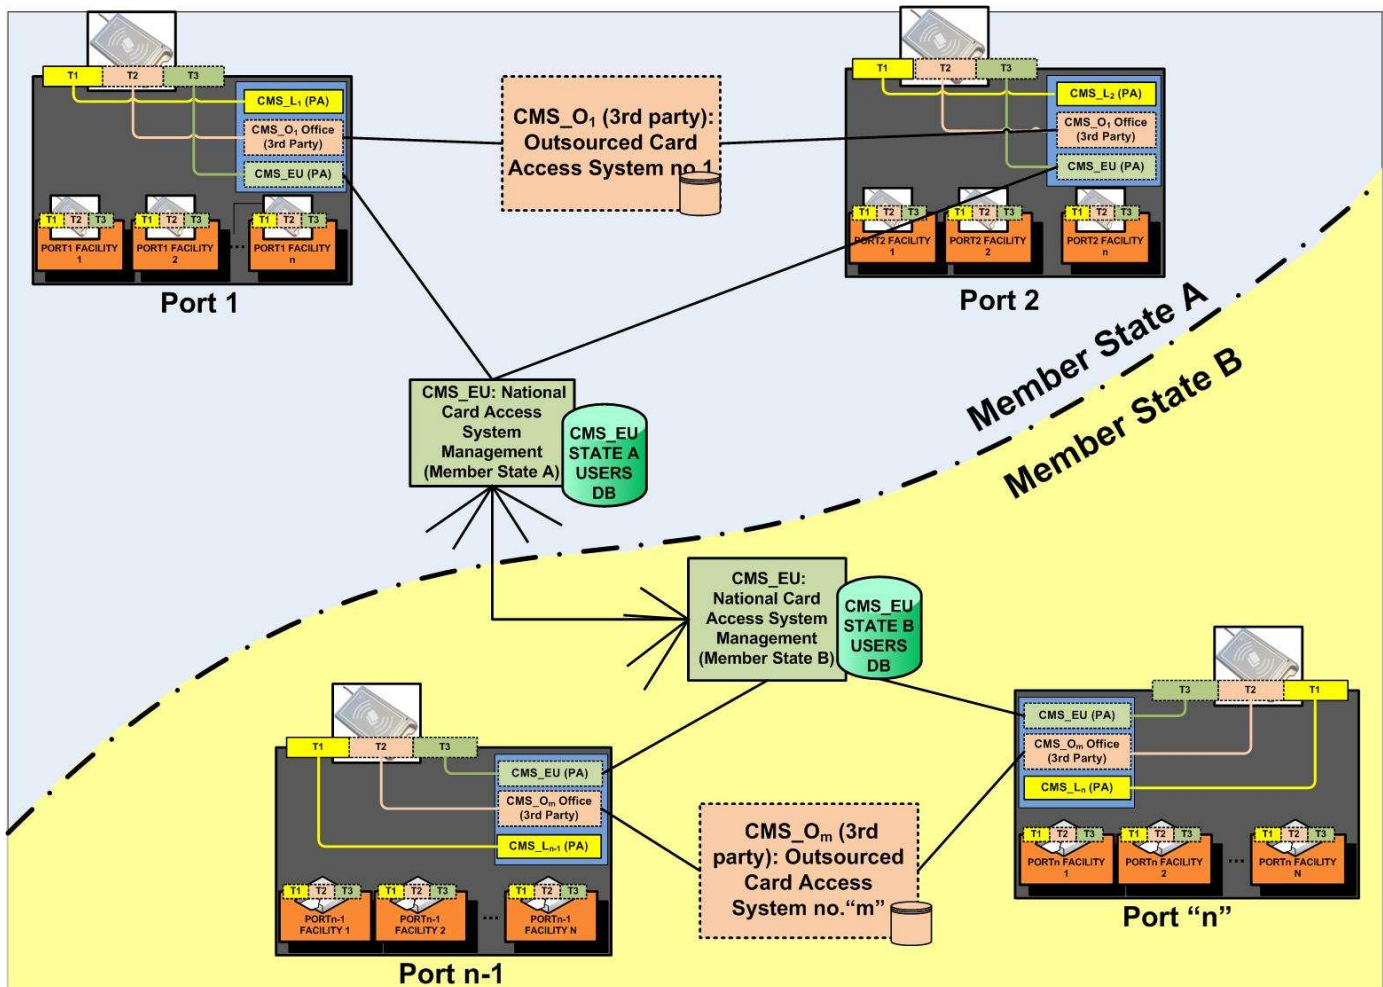 T1 T2 T3
CMS_L₁ (PA)
CMS_O₁ Office
(3rd Party)
CMS_EU (PA)
T1 T2 T3
T1 T2 T3
T1 T2 T3
PORT1 FACILITY
1
PORT1 FACILITY
2
...
PORT1 FACILITY
n
Port 1
CMS_O₁ (3rd party):
Outsourced Card
Access System no.1
T1 T2 T3
CMS_L₂ (PA)
CMS_O₁ Office
(3rd Party)
CMS_EU (PA)
T1 T2 T3
T1 T2 T3
T1 T2 T3
PORT2 FACILITY
1
PORT2 FACILITY
2
PORT2 FACILITY
n
Port 2
Member State A
Member State B
CMS_EU: National
Card Access
System
Management
(Member State A)
CMS_EU
STATE A
USERS
DB
CMS_EU:
National Card
Access System
Management
(Member State B)
CMS_EU
STATE B
USERS
DB
T1 T2 T3
CMS_EU (PA)
CMS_Oₘ Office
(3rd Party)
CMS_Lₙ₋₁ (PA)
T1 T2 T3
T1 T2 T3
T1 T2 T3
PORTn-1
FACILITY 1
PORTn-1
FACILITY 2
...
PORTn-1
FACILITY N
Port n-1
CMS_Oₘ (3rd
party): Outsourced
Card Access
System no.“m”
T3 T2 T1
CMS_EU (PA)
CMS_Oₘ Office
(3rd Party)
CMS_Lₙ (PA)
T1 T2 T3
T1 T2 T3
T1 T2 T3
PORTn FACILITY
1
PORTn FACILITY
2
...
PORTn FACILITY
N
Port “n”